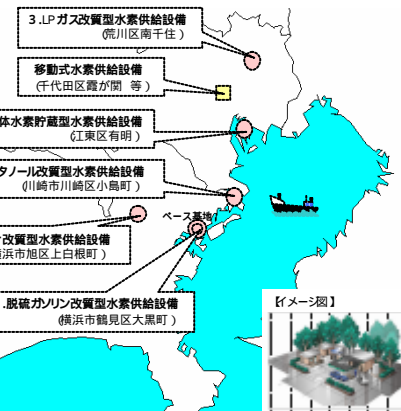 3.LPガス改質型水素供給設備
(荒川区南千住)
移動式水素供給設備
(千代田区霞が関 等)
体水素貯蔵型水素供給設備
(江東区有明)
タノール改質型水素供給設備
(川崎市川崎区小島町)
ベース基地
改質型水素供給設備
浜市旭区上白根町)
.脱硫ガソリン改質型水素供給設備
(横浜市鶴見区大黒町)
【イメージ図】